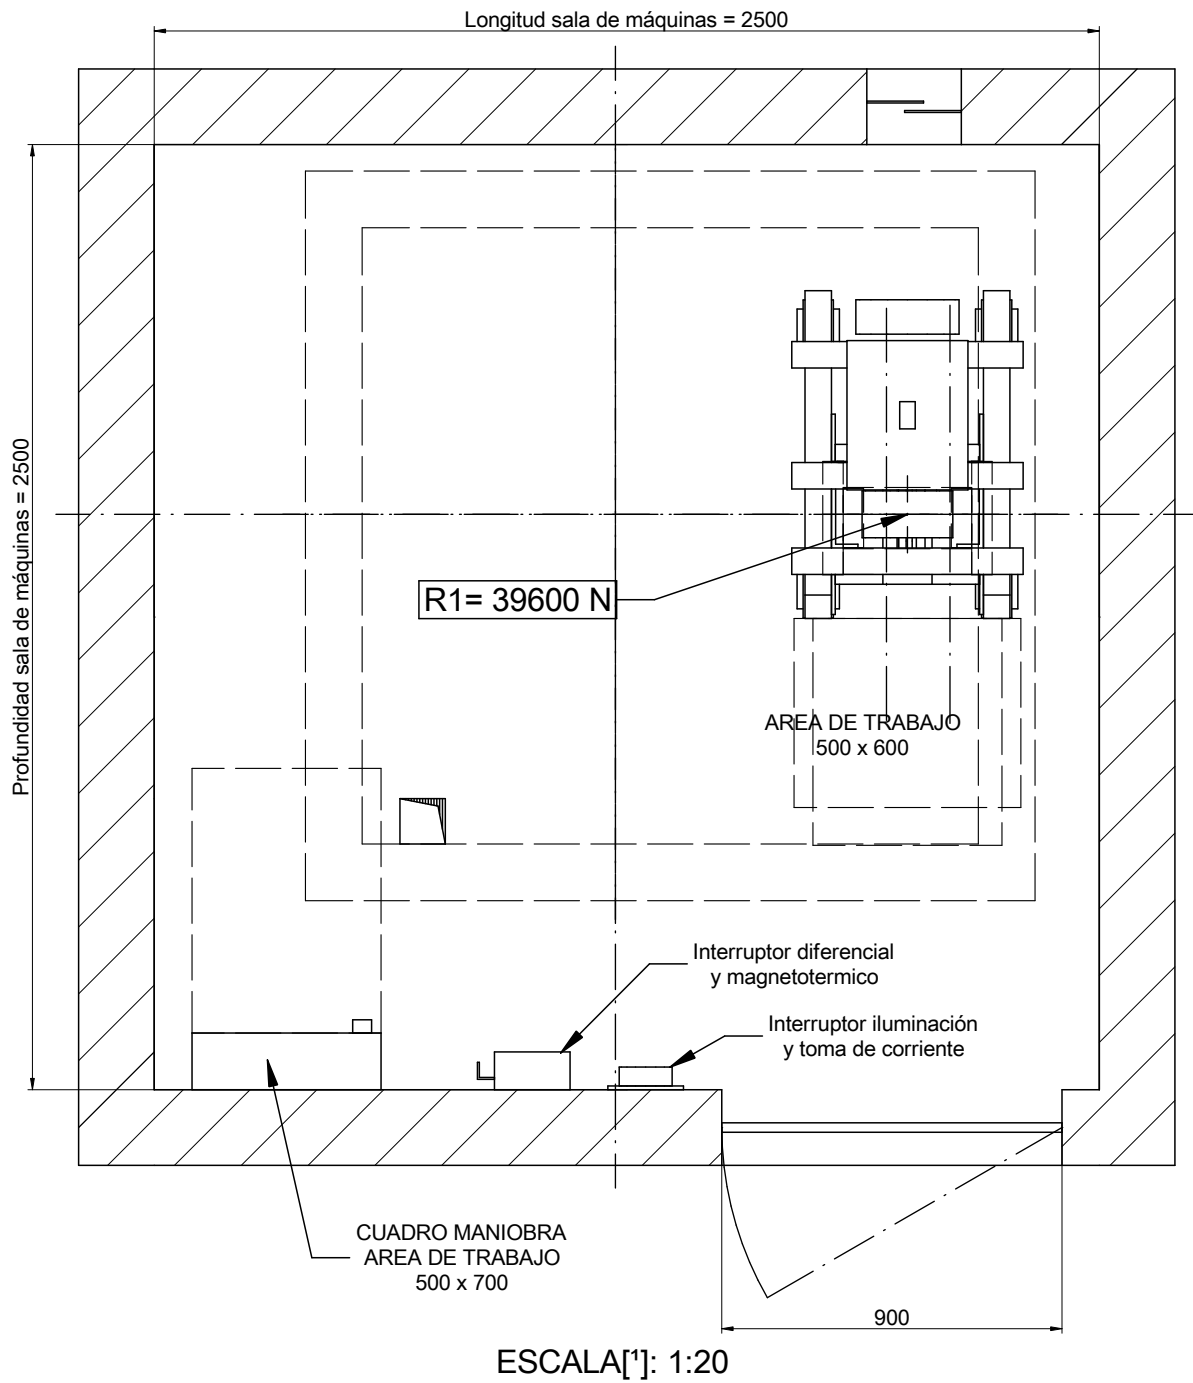 Longitud sala de máquinas = 2500
Profundidad sala de máquinas = 2500
R1= 39600 N
AREA DE TRABAJO
500 x 600
Interruptor diferencial
y magnetotermico
Interruptor iluminación
y toma de corriente
CUADRO MANIOBRA
AREA DE TRABAJO
500 x 700
900
ESCALA[¹]: 1:20